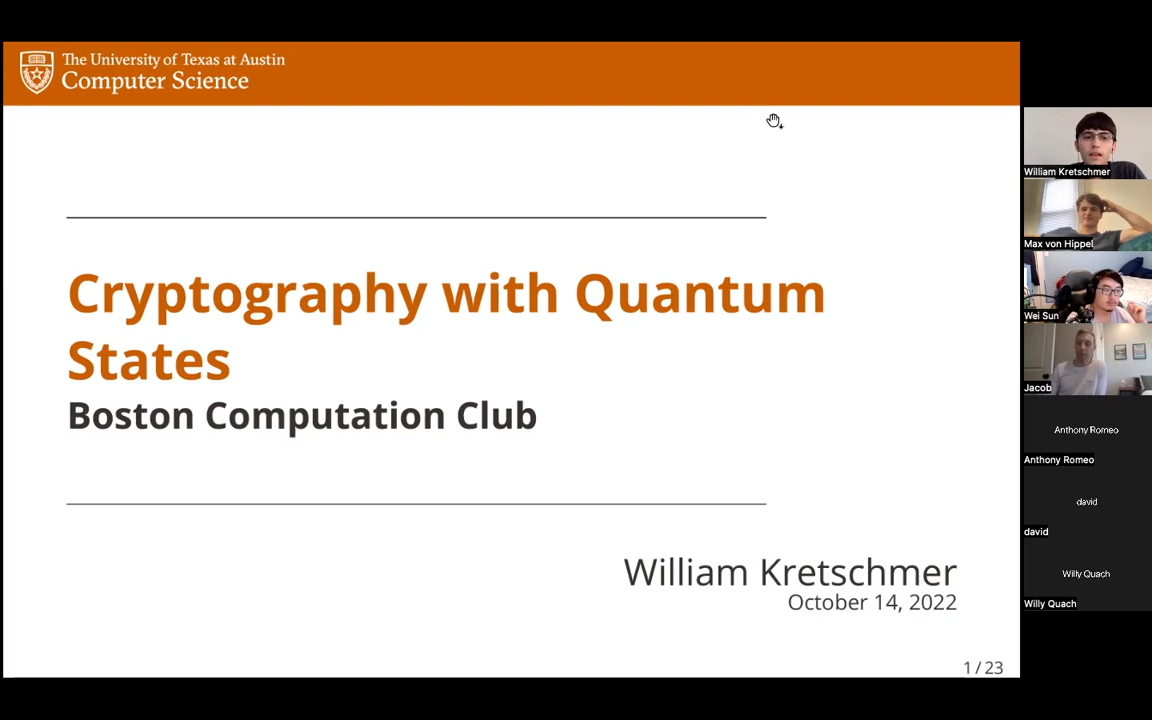 The University of Texas at Austin
Computer Science
Cryptography with Quantum
States
Boston Computation Club
William Kretschmer
October 14, 2022
1 / 23
William Kretschmer
Max von Hippel
Wei Sun
Jacob
Anthony Romeo
Anthony Romeo
david
david
Willy Quach
Willy Quach